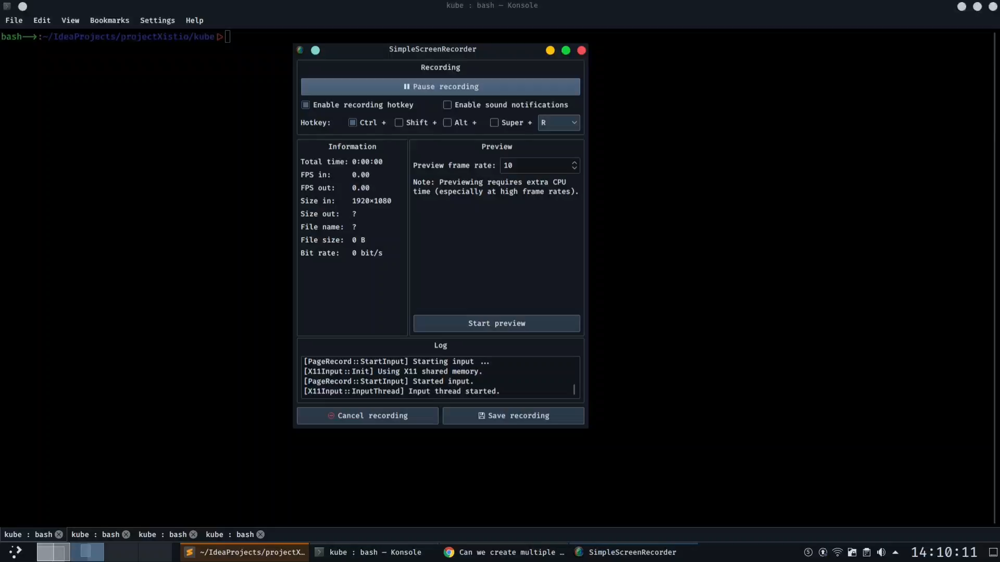 kube : bash — Konsole
File Edit View Bookmarks Settings Help
bash——>:~/IdeaProjects/projectXistio/kube
SimpleScreenRecorder
Recording
Pause recording
Enable recording hotkey Enable sound notifications
Hotkey: Ctrl + Shift + Alt + Super + R
Information
Total time: 0:00:00
FPS in: 0.00
FPS out: 0.00
Size in: 1920×1080
Size out: ?
File name: ?
File size: 0 B
Bit rate: 0 bit/s
Preview
Preview frame rate: 10
Note: Previewing requires extra CPU
time (especially at high frame rates).
Start preview
Log
[PageRecord::StartInput] Starting input ...
[X11Input::Init] Using X11 shared memory.
[PageRecord::StartInput] Started input.
[X11Input::InputThread] Input thread started.
Cancel recording Save recording
kube : bash kube : bash kube : bash kube : bash
~/IdeaProjects/projectX… kube : bash — Konsole Can we create multiple … SimpleScreenRecorder 14:10:11